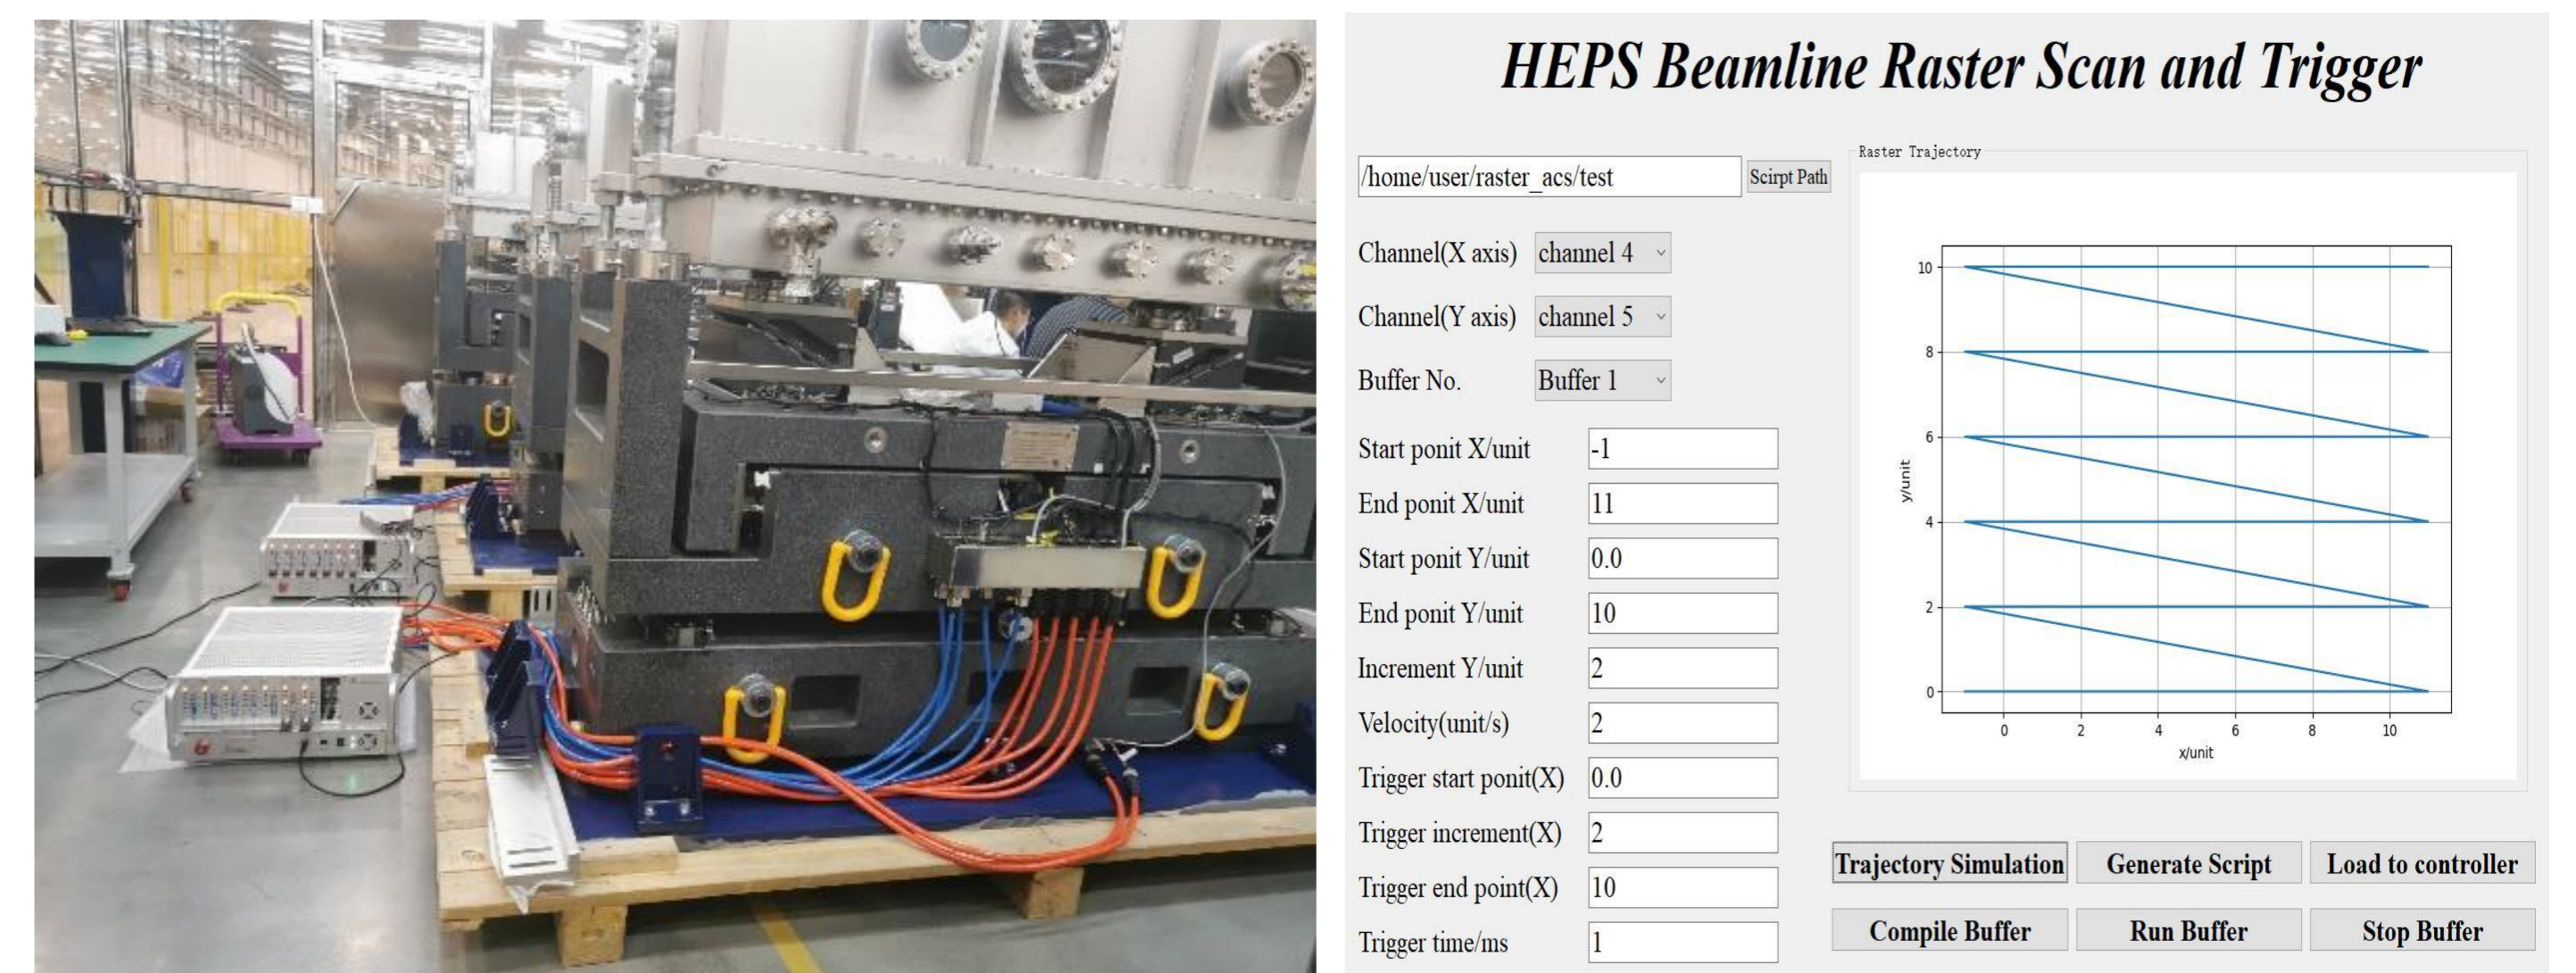 HEPS Beamline Raster Scan and Trigger
/home/user/raster_acs/test
Scirpt Path
Channel(X axis)
channel 4
Channel(Y axis)
channel 5
Buffer No.
Buffer 1
Start ponit X/unit
-1
End ponit X/unit
11
Start ponit Y/unit
0.0
End ponit Y/unit
10
Increment Y/unit
2
Velocity(unit/s)
2
Trigger start ponit(X)
0.0
Trigger increment(X)
2
Trigger end point(X)
10
Trigger time/ms
1
Raster Trajectory
10
8
6
4
2
0
y/unit
0 2 4 6 8 10
x/unit
Trajectory Simulation
Generate Script
Load to controller
Compile Buffer
Run Buffer
Stop Buffer